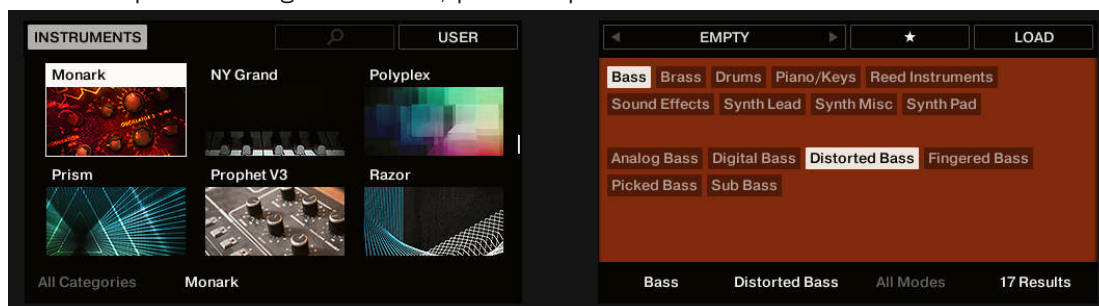 INSTRUMENTS USER
Monark NY Grand Polyplex
Prism Prophet V3 Razor
All Categories Monark
EMPTY LOAD
Bass Brass Drums Piano/Keys Reed Instruments
Sound Effects Synth Lead Synth Misc Synth Pad
Analog Bass Digital Bass Distorted Bass Fingered Bass
Picked Bass Sub Bass
Bass Distorted Bass All Modes 17 Results